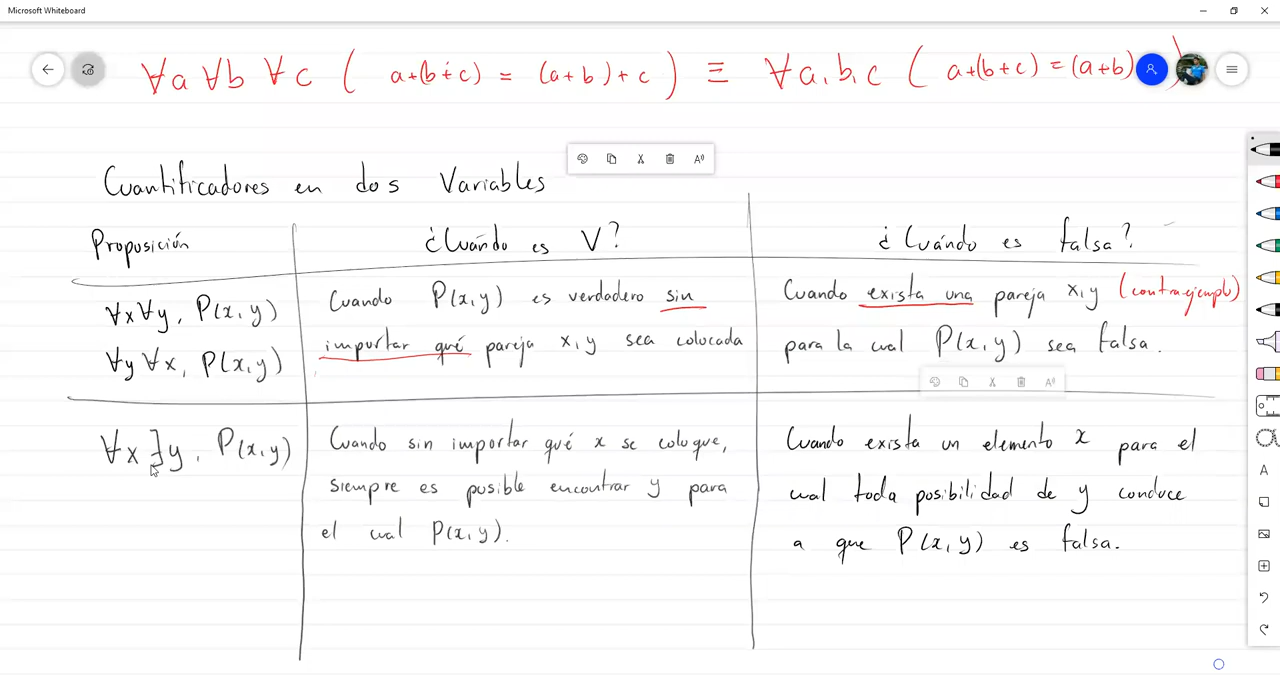 Microsoft Whiteboard
∀a ∀b ∀c ( a+(b+c) = (a+b)+c ) ≡ ∀a,b,c ( a+(b+c) = (a+b) )
Cuantificadores en dos Variables
Proposición ¿Cuándo es V? ¿Cuándo es falsa?
∀x∀y, P(x,y)
∀y ∀x, P(x,y)
Cuando P(x,y) es verdadero sin
importar qué pareja x,y sea colocada
Cuando exista una pareja x,y (contraejemplo)
para la cual P(x,y) sea falsa.
∀x ∃y, P(x,y)
Cuando sin importar qué x se coloque,
siempre es posible encontrar y para
el cual P(x,y).
Cuando exista un elemento x para el
cual toda posibilidad de y conduce
a que P(x,y) es falsa.